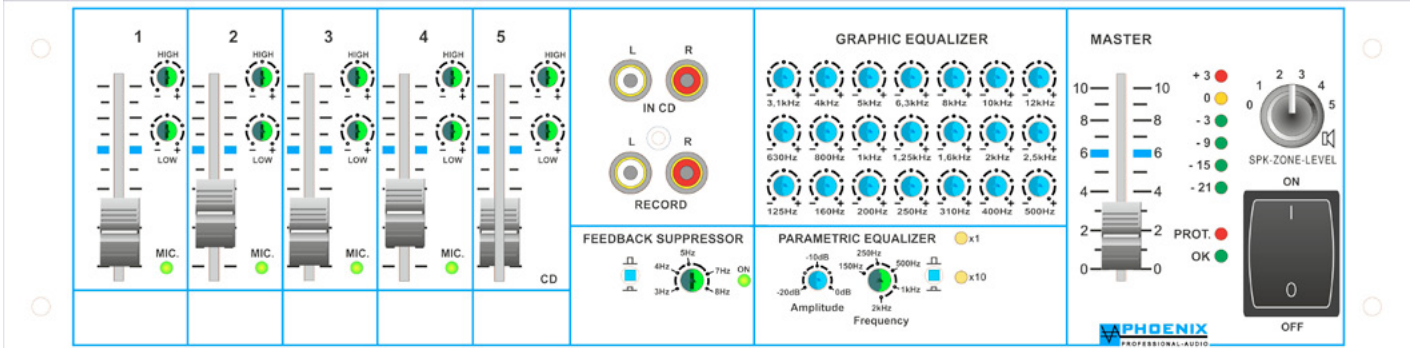 1 2 3 4 5
HIGH HIGH HIGH HIGH HIGH
- + - + - + - + - +
- + - + - + - + - +
LOW LOW LOW LOW LOW
MIC. MIC. MIC. MIC.
CD
L R
IN CD
L R
RECORD
GRAPHIC EQUALIZER
- + - + - + - + - + - + - +
3,1kHz 4kHz 5kHz 6,3kHz 8kHz 10kHz 12kHz
- + - + - + - + - + - + - +
630Hz 800Hz 1kHz 1,25kHz 1,6kHz 2kHz 2,5kHz
- + - + - + - + - + - + - +
125Hz 160Hz 200Hz 250Hz 310Hz 400Hz 500Hz
FEEDBACK SUPPRESSOR
5Hz
4Hz 7Hz
3Hz 8Hz
ON
PARAMETRIC EQUALIZER
x1
x10
-10dB
-20dB 0dB
Amplitude
250Hz
150Hz 500Hz
1kHz
2kHz
Frequency
MASTER
10 10
8 8
6 6
4 4
2 2
0 0
+ 3
0
- 3
- 9
- 15
- 21
PROT.
OK
0 1 2 3 4 5
SPK-ZONE-LEVEL
ON
I
O
OFF
PHOENIX
PROFESSIONAL-AUDIO